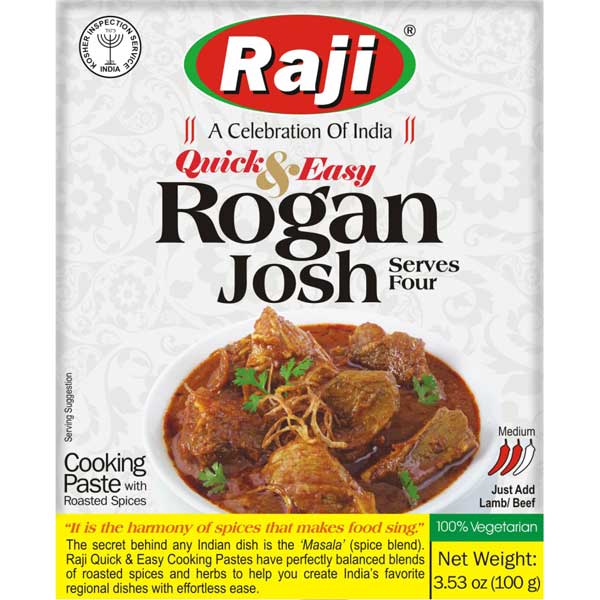 KOSHER INSPECTION SERVICE
INDIA
כשר
Raji®
A Celebration Of India
Quick & Easy
Rogan
Josh
Serves
Four
Serving Suggestion
Medium
Cooking
Paste with
Roasted Spices
Just Add
Lamb/ Beef
"It is the harmony of spices that makes food sing."
The secret behind any Indian dish is the 'Masala' (spice blend).
Raji Quick & Easy Cooking Pastes have perfectly balanced blends
of roasted spices and herbs to help you create India's favorite
regional dishes with effortless ease.
100% Vegetarian
Net Weight:
3.53 oz (100 g)